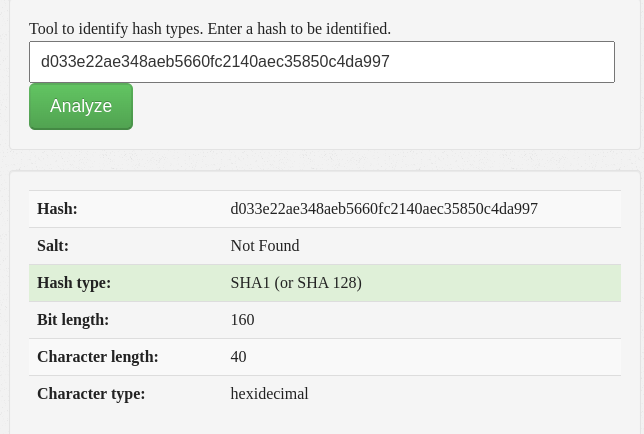 Tool to identify hash types. Enter a hash to be identified.
d033e22ae348aeb5660fc2140aec35850c4da997
Analyze
Hash: d033e22ae348aeb5660fc2140aec35850c4da997
Salt: Not Found
Hash type: SHA1 (or SHA 128)
Bit length: 160
Character length: 40
Character type: hexidecimal